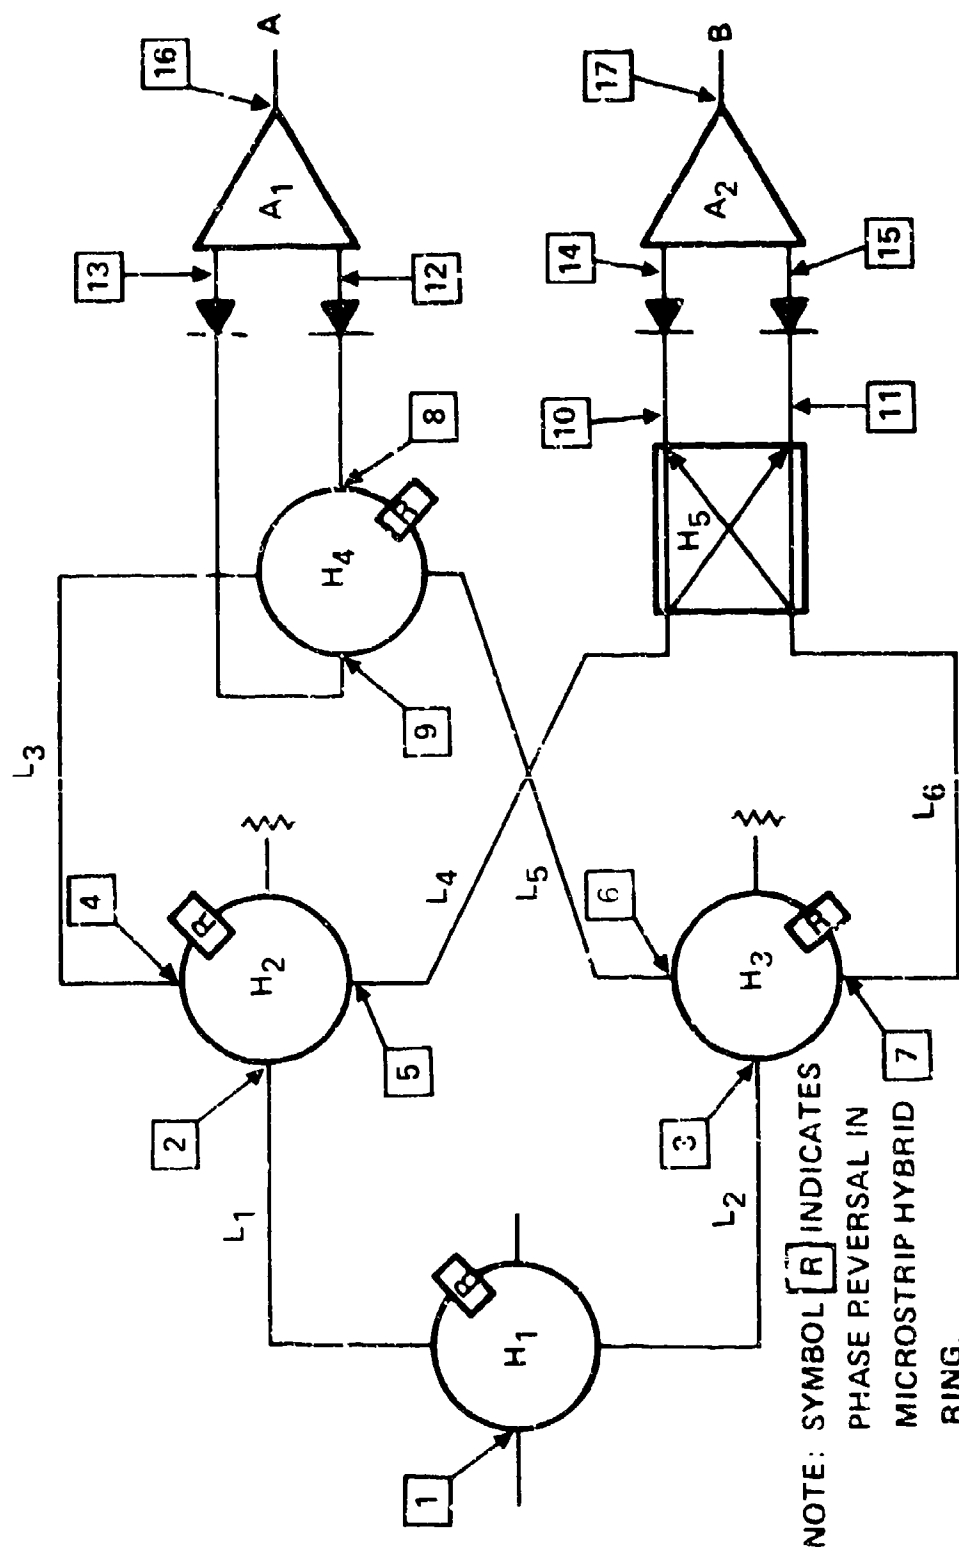 16
A
A1
13
12
8
H4
R
9
L3
4
R
H2
5
2
L1
L4
L5
17
B
A2
14
15
10
11
H5
6
H3
R
7
3
L6
L2
R
H1
1
NOTE: SYMBOL [R] INDICATES
PHASE REVERSAL IN
MICROSTRIP HYBRID
RING.